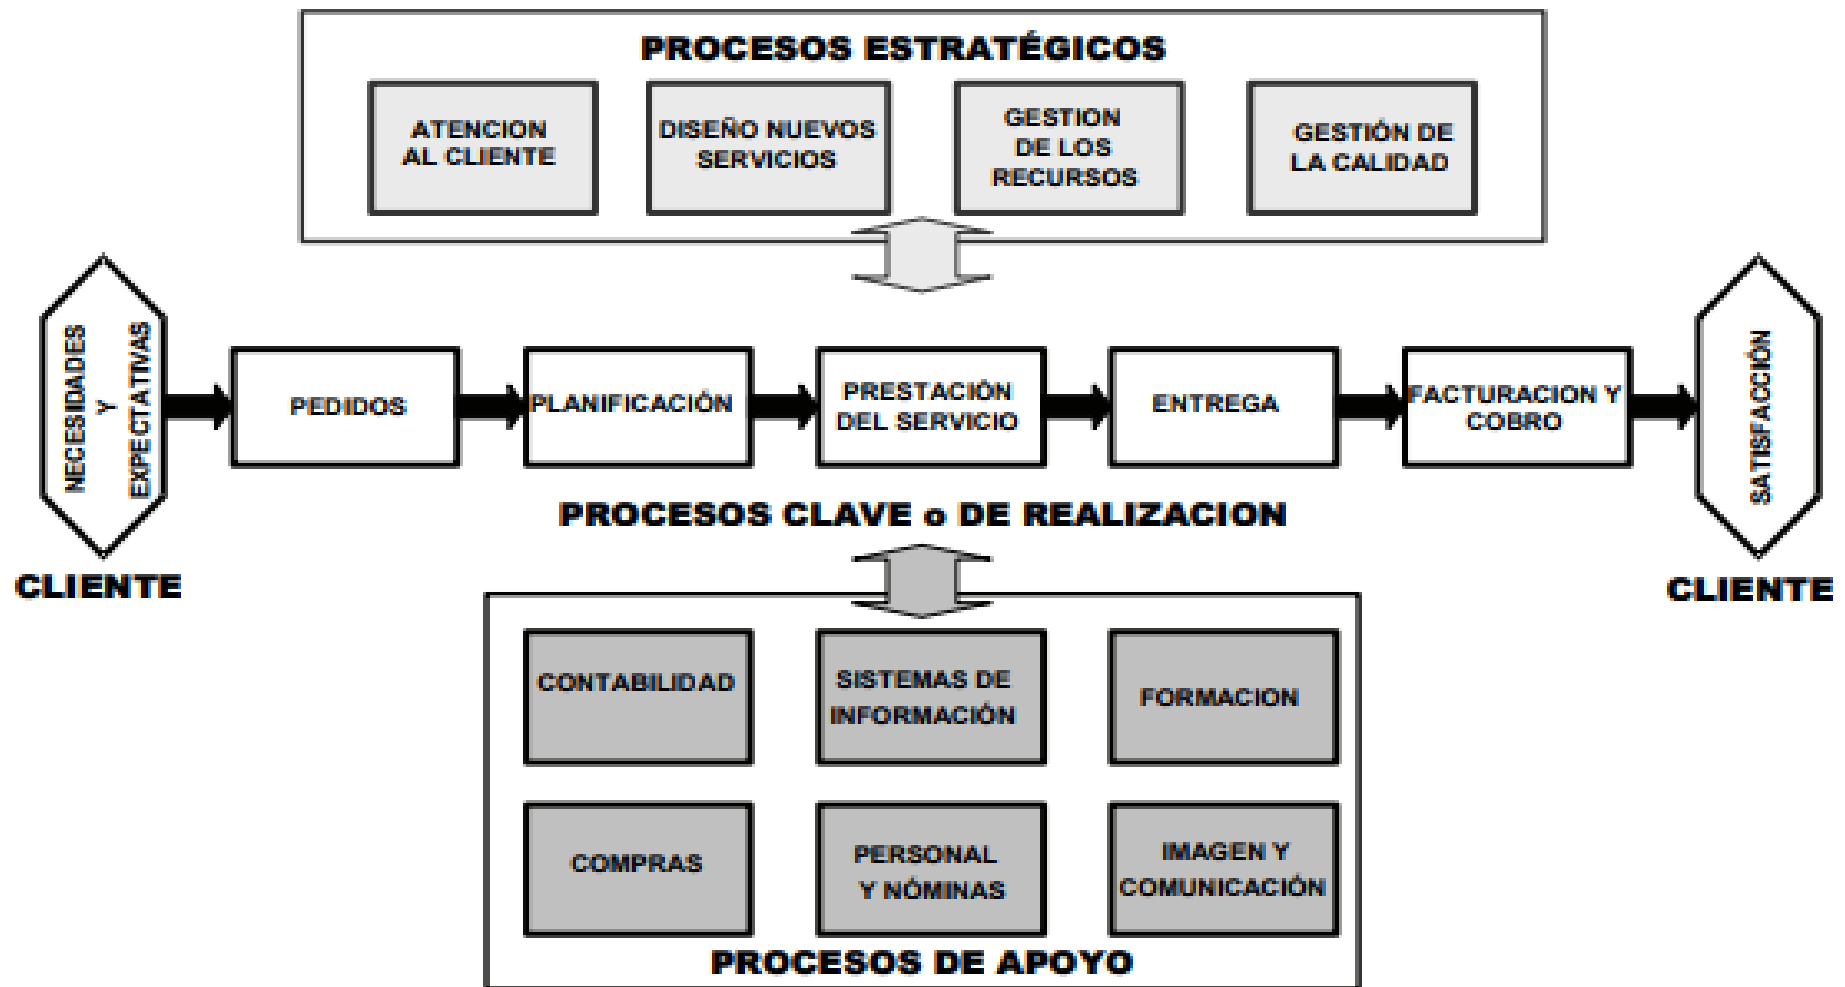 PROCESOS ESTRATÉGICOS
ATENCION
AL CLIENTE
DISEÑO NUEVOS
SERVICIOS
GESTION
DE LOS
RECURSOS
GESTIÓN DE
LA CALIDAD
NECESIDADES
Y
EXPECTATIVAS
CLIENTE
PEDIDOS
PLANIFICACIÓN
PRESTACIÓN
DEL SERVICIO
ENTREGA
FACTURACION Y
COBRO
SATISFACCIÓN
CLIENTE
PROCESOS CLAVE o DE REALIZACION
CONTABILIDAD
SISTEMAS DE
INFORMACIÓN
FORMACION
COMPRAS
PERSONAL
Y NÓMINAS
IMAGEN Y
COMUNICACIÓN
PROCESOS DE APOYO